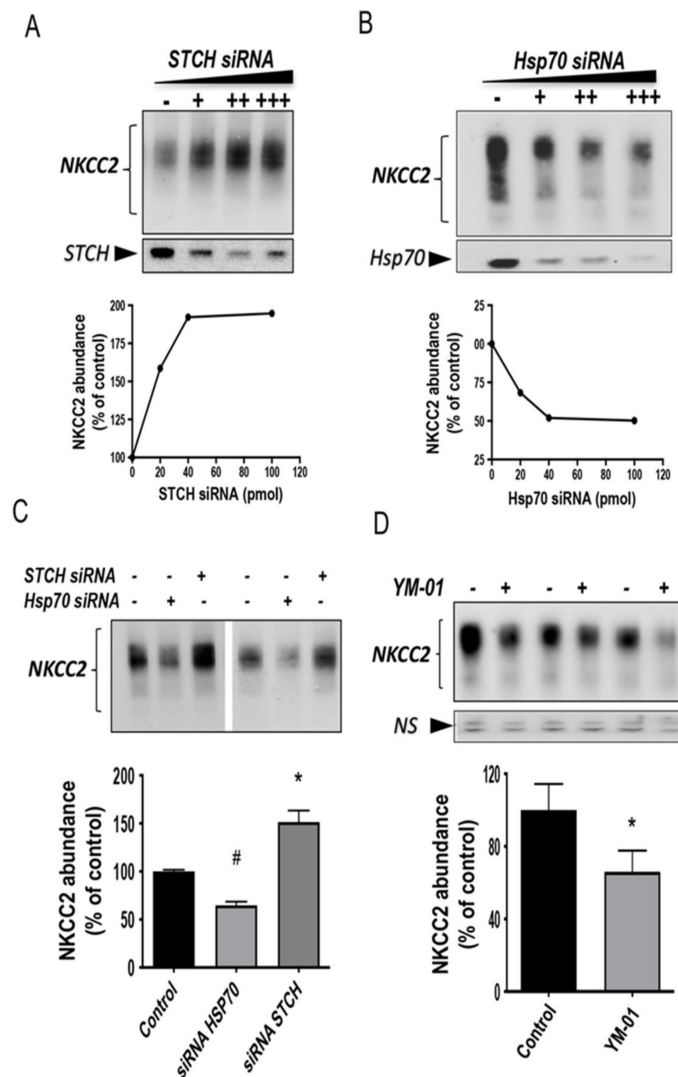 A
STCH siRNA
- + ++ +++
NKCC2
STCH
NKCC2 abundance
(% of control)
200
175
150
125
100
0 20 40 60 80 100 120
STCH siRNA (pmol)
B
Hsp70 siRNA
- + ++ +++
NKCC2
Hsp70
NKCC2 abundance
(% of control)
25
00
75
50
25
0 20 40 60 80 100 120
Hsp70 siRNA (pmol)
C
STCH siRNA - - + - - +
Hsp70 siRNA - + - - + -
NKCC2
NKCC2 abundance
(% of control)
200
150
100
50
0
#
*
Control
siRNA HSP70
siRNA STCH
D
YM-01 - + - + - +
NKCC2
NS
NKCC2 abundance
(% of control)
120
80
40
0
*
Control
YM-01